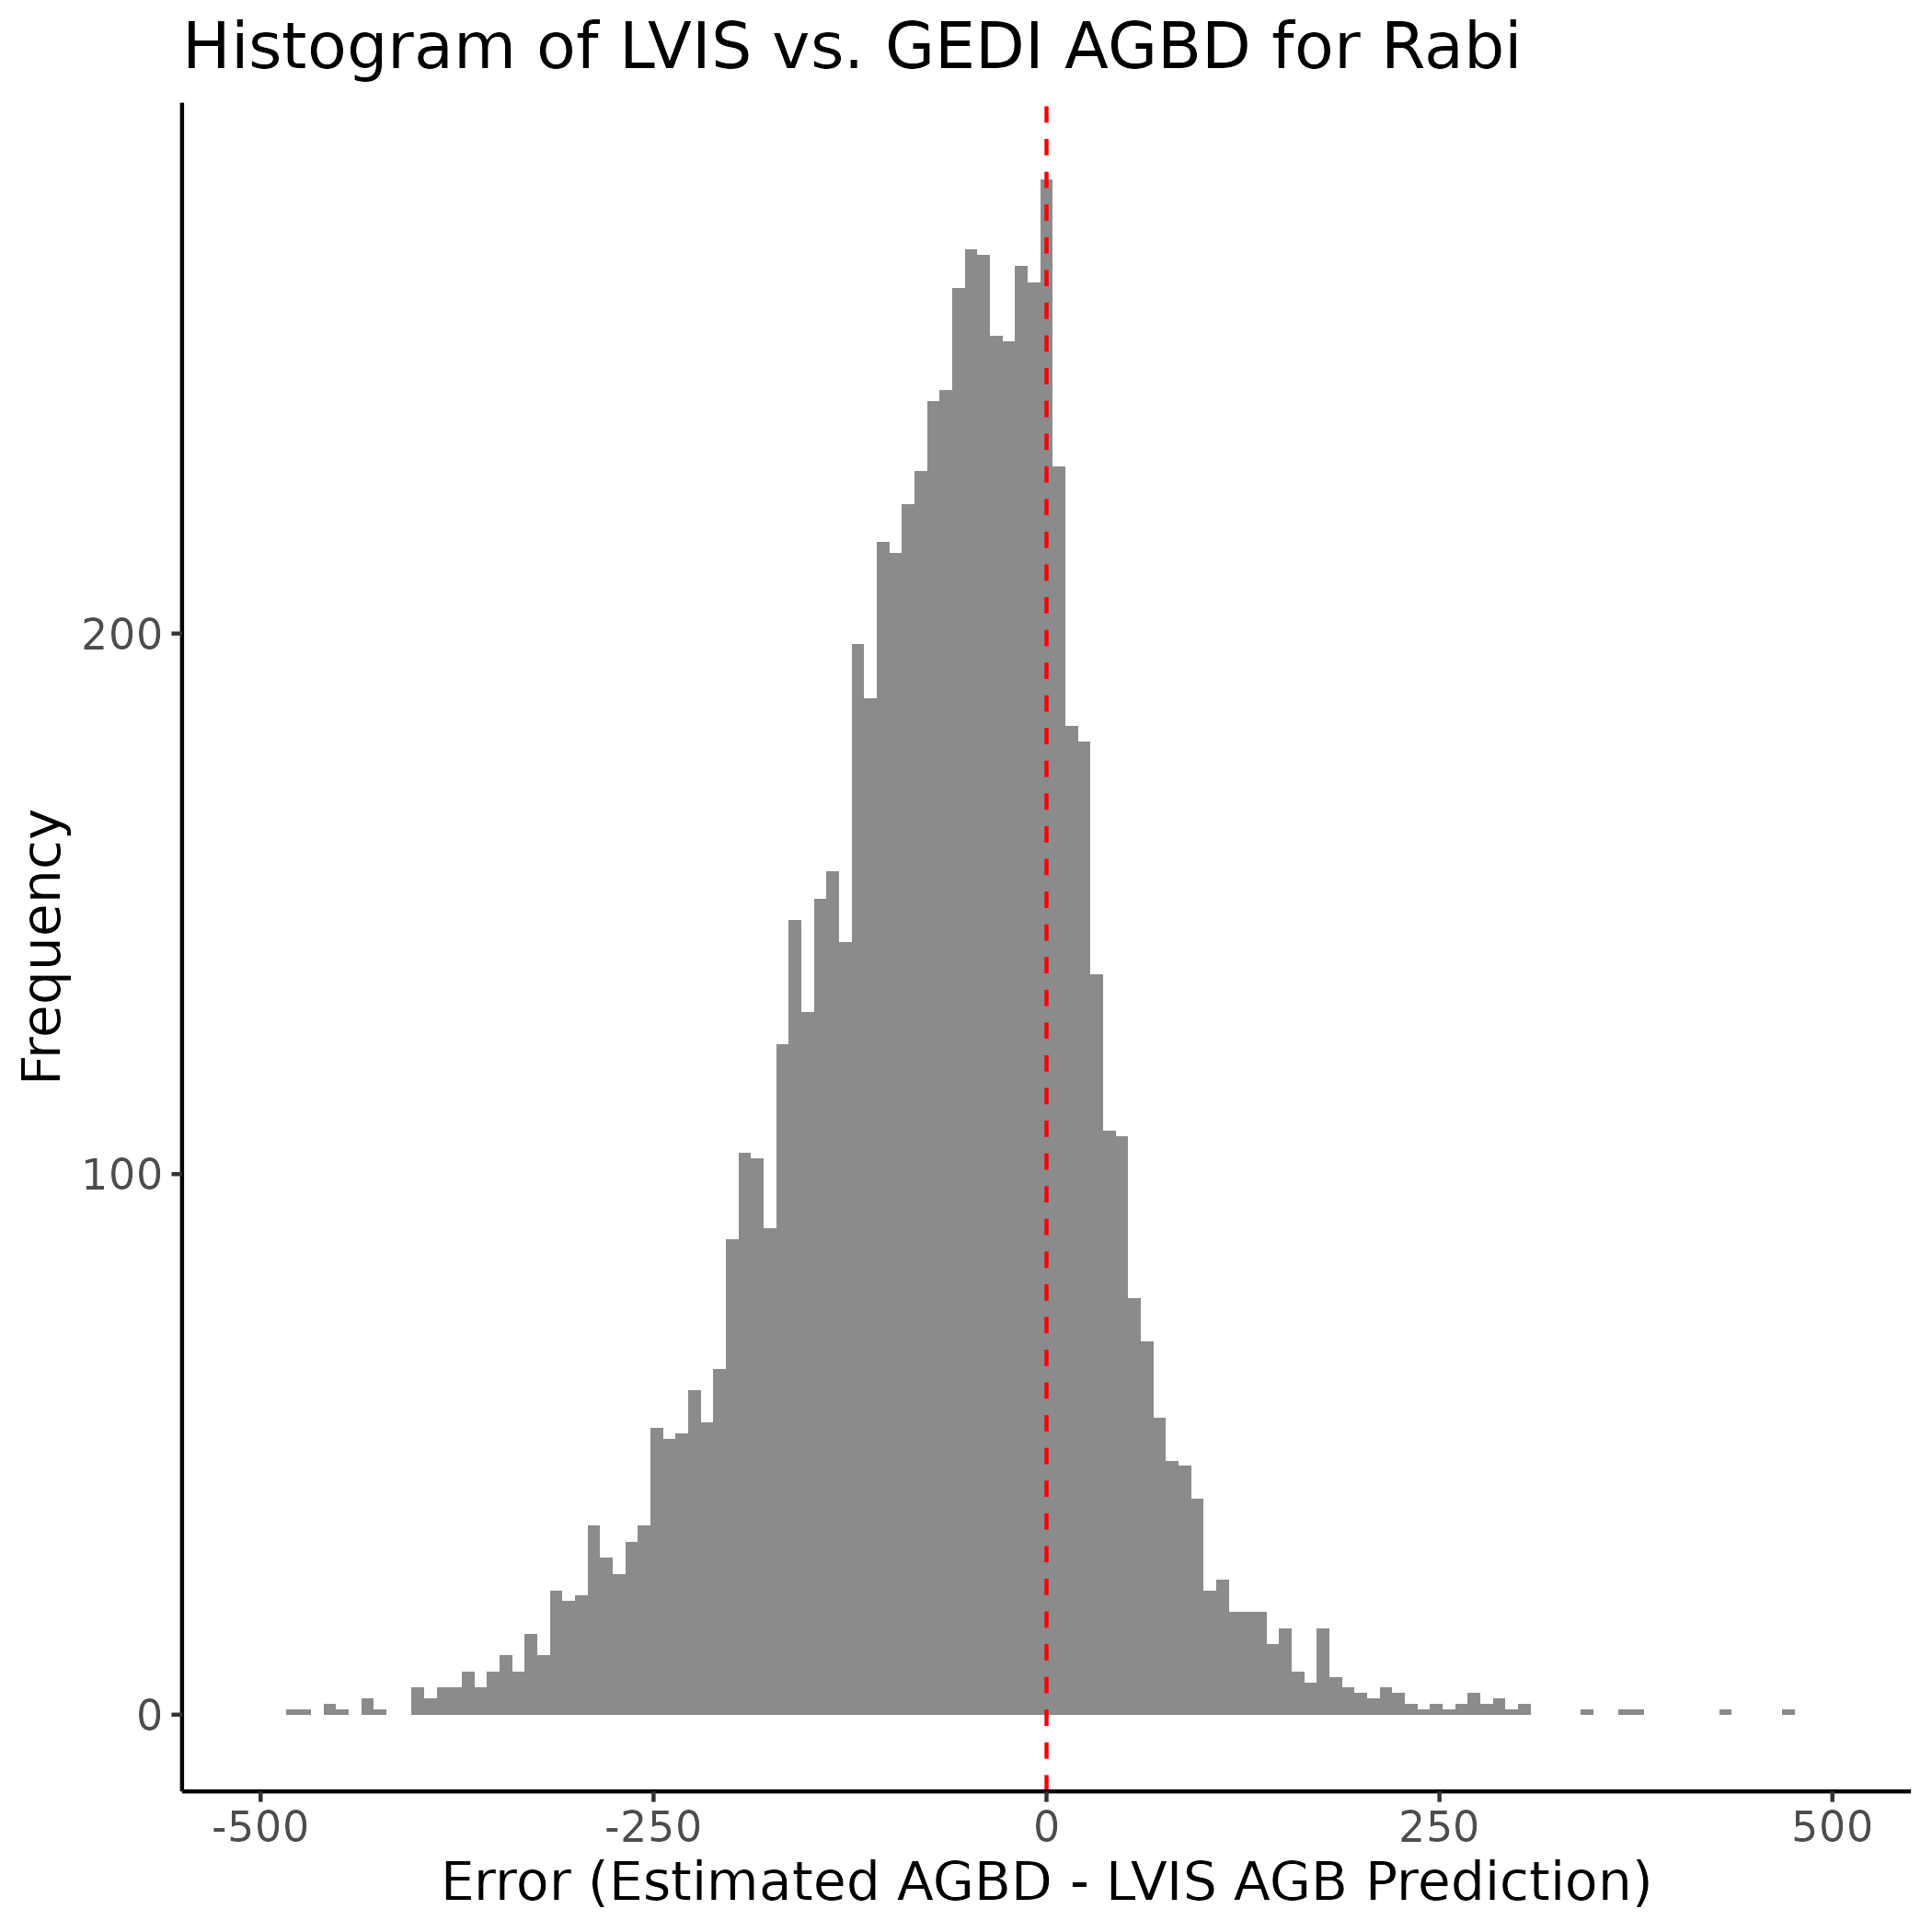 Histogram of LVIS vs. GEDI AGBD for Rabi
Frequency
200
100
0
-500
-250
0
250
500
Error (Estimated AGBD - LVIS AGB Prediction)